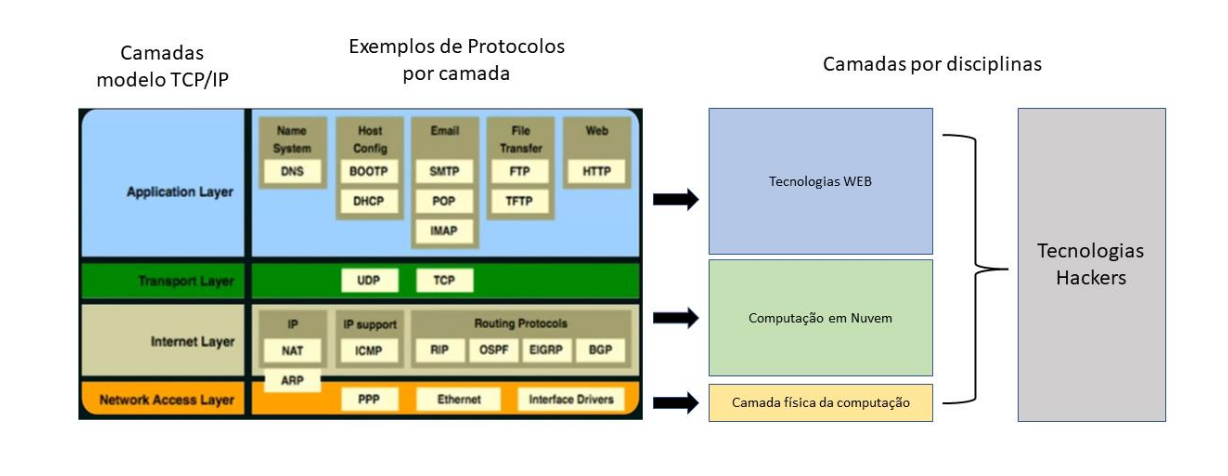 Camadas
modelo TCP/IP
Exemplos de Protocolos
por camada
Camadas por disciplinas
Application Layer
Name
System
DNS
Host
Config
BOOTP
DHCP
Email
SMTP
POP
IMAP
File
Transfer
FTP
TFTP
Web
HTTP
Transport Layer
UDP
TCP
Internet Layer
IP
NAT
IP support
ICMP
Routing Protocols
RIP
OSPF
EIGRP
BGP
ARP
Network Access Layer
PPP
Ethernet
Interface Drivers
Tecnologias WEB
Computação em Nuvem
Camada física da computação
Tecnologias
Hackers